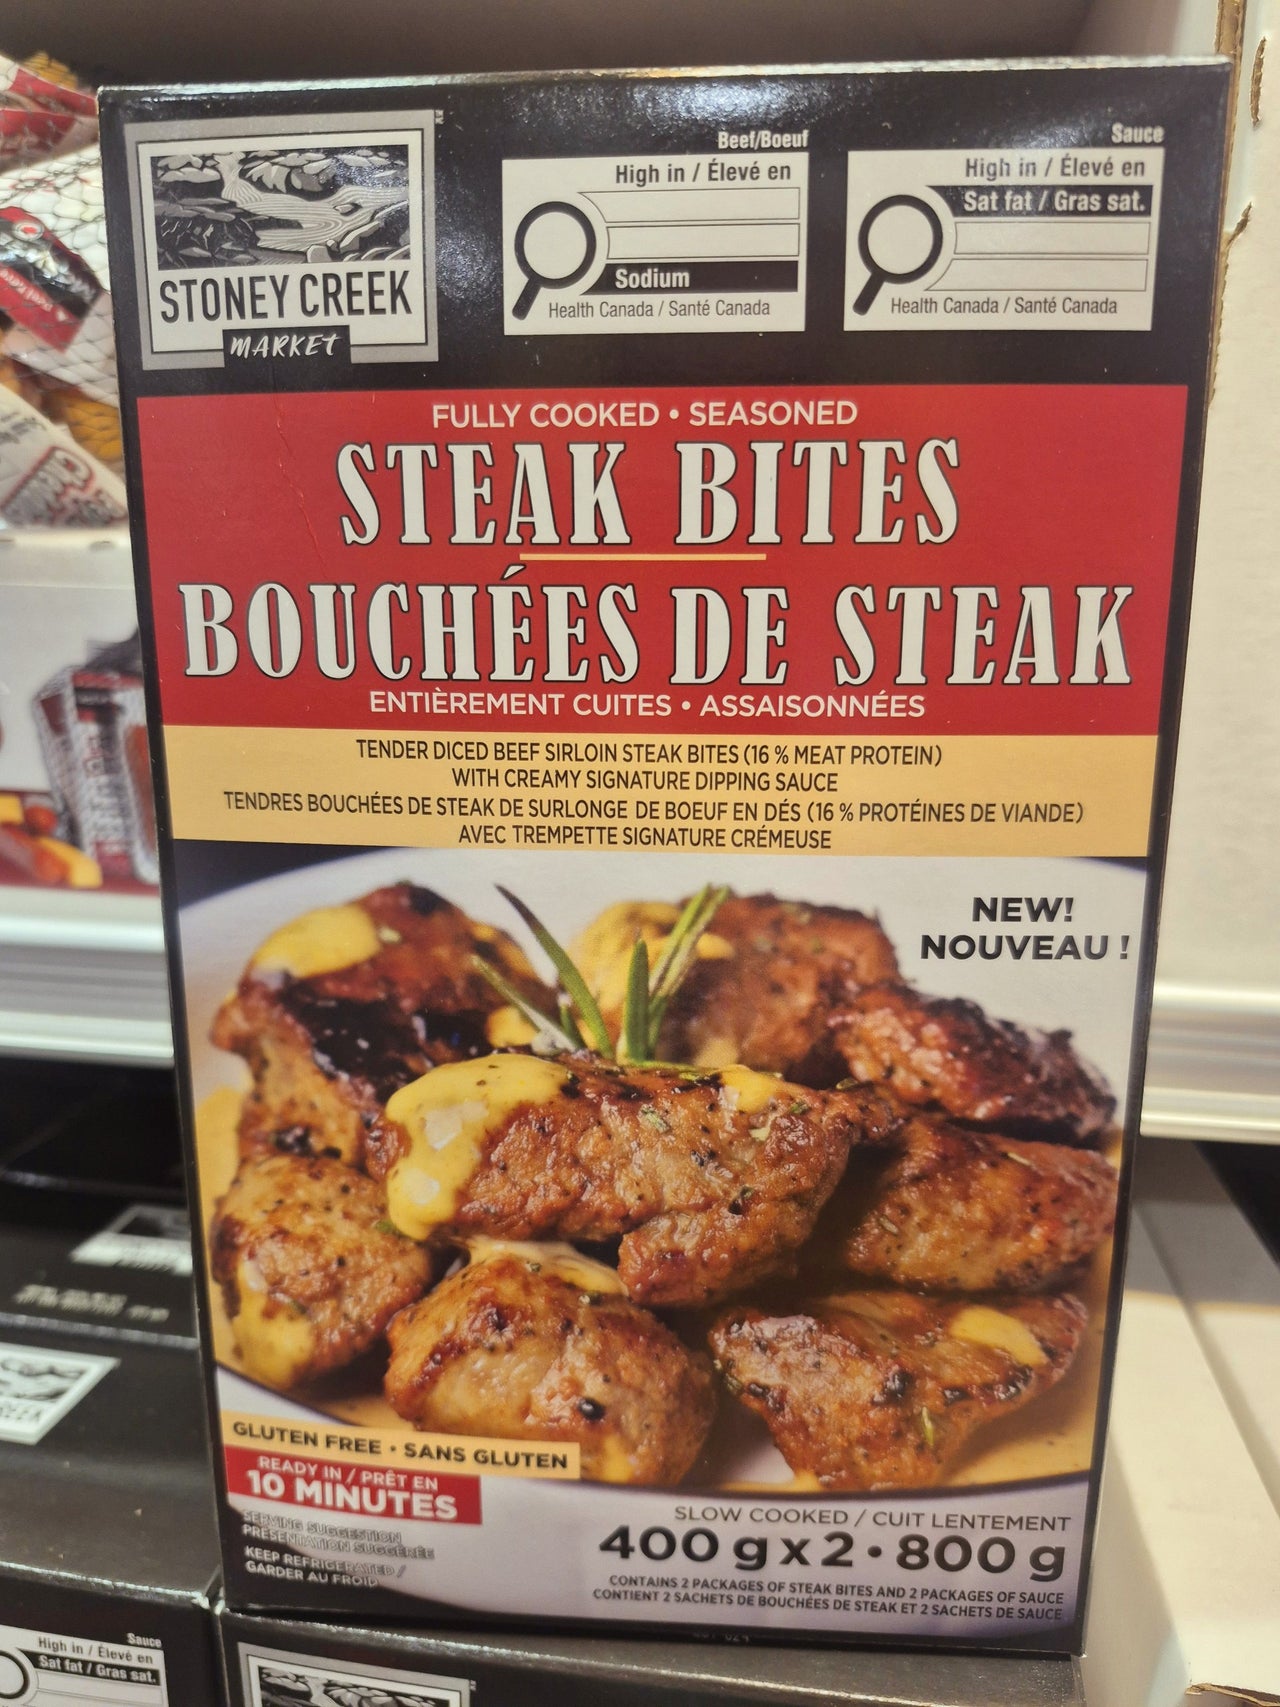 STONEY CREEK
MARKET
Beef/Boeuf
High in / Élevé en
Sodium
Health Canada / Santé Canada
Sauce
High in / Élevé en
Sat fat / Gras sat.
Health Canada / Santé Canada
FULLY COOKED • SEASONED
STEAK BITES
BOUCHÉES DE STEAK
ENTIÈREMENT CUITES • ASSAISONNÉES
TENDER DICED BEEF SIRLOIN STEAK BITES (16 % MEAT PROTEIN)
WITH CREAMY SIGNATURE DIPPING SAUCE
TENDRES BOUCHÉES DE STEAK DE SURLONGE DE BOEUF EN DÉS (16 % PROTÉINES DE VIANDE)
AVEC TREMPETTE SIGNATURE CRÉMEUSE
NEW!
NOUVEAU !
GLUTEN FREE • SANS GLUTEN
READY IN / PRÊT EN
10 MINUTES
SERVING SUGGESTION
PRÉSENTATION SUGGÉRÉE
KEEP REFRIGERATED /
GARDER AU FROID
SLOW COOKED / CUIT LENTEMENT
400 g x 2 • 800 g
CONTAINS 2 PACKAGES OF STEAK BITES AND 2 PACKAGES OF SAUCE
CONTIENT 2 SACHETS DE BOUCHÉES DE STEAK ET 2 SACHETS DE SAUCE
Sauce
High in / Élevé en
Sat fat / Gras sat.